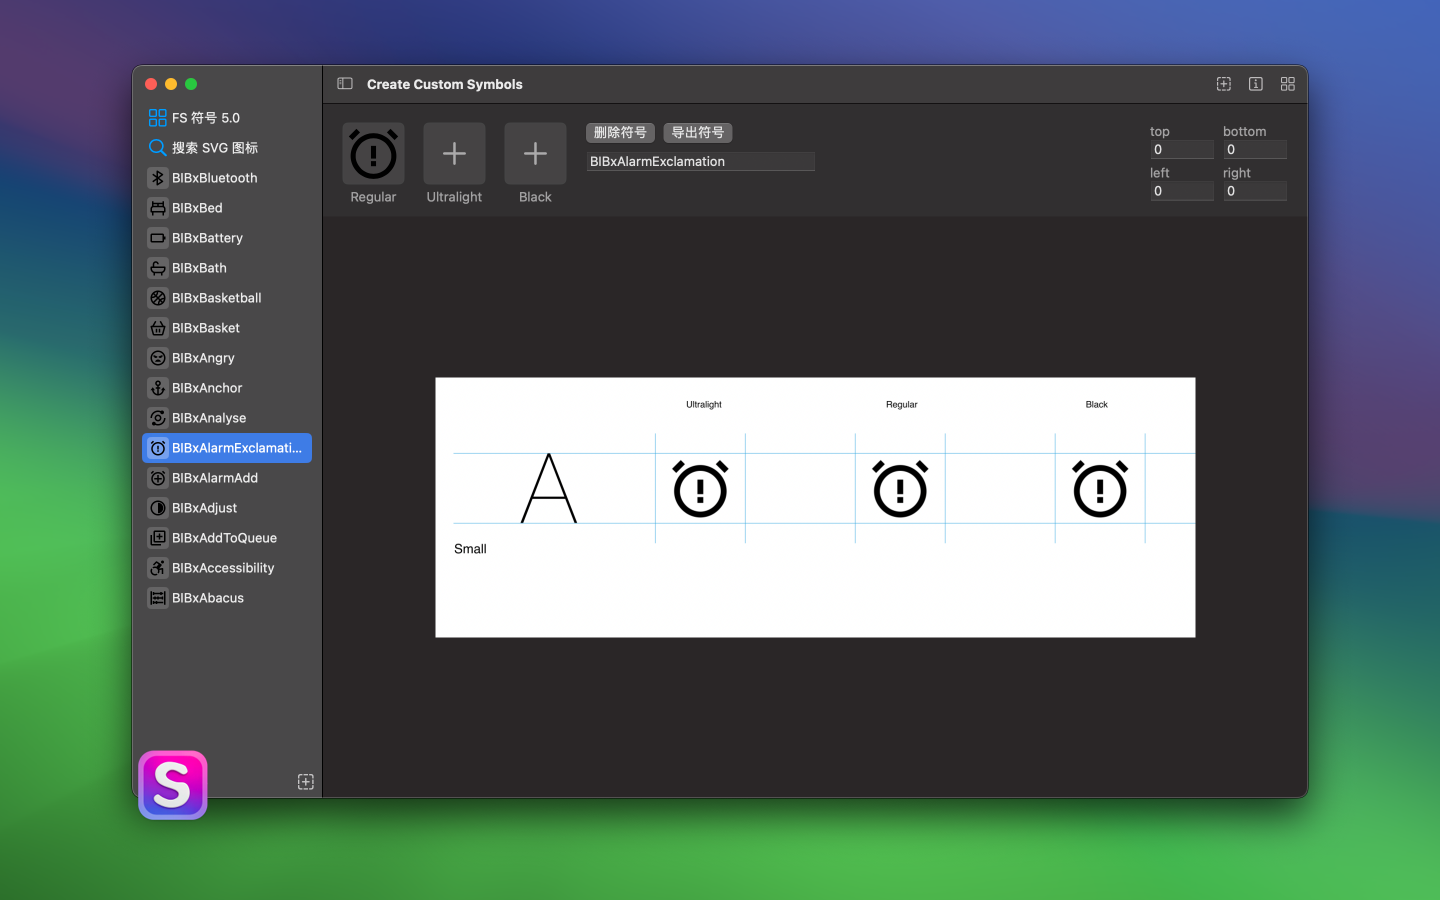 Create Custom Symbols
FS 符号 5.0
搜索 SVG 图标
BIBxBluetooth
BIBxBed
BIBxBattery
BIBxBath
BIBxBasketball
BIBxBasket
BIBxAngry
BIBxAnchor
BIBxAnalyse
BIBxAlarmExclamati...
BIBxAlarmAdd
BIBxAdjust
BIBxAddToQueue
BIBxAccessibility
BIBxAbacus
S
Regular
Ultralight
Black
删除符号 导出符号
BIBxAlarmExclamation
top bottom
0 0
left right
0 0
Ultralight Regular Black
A
Small